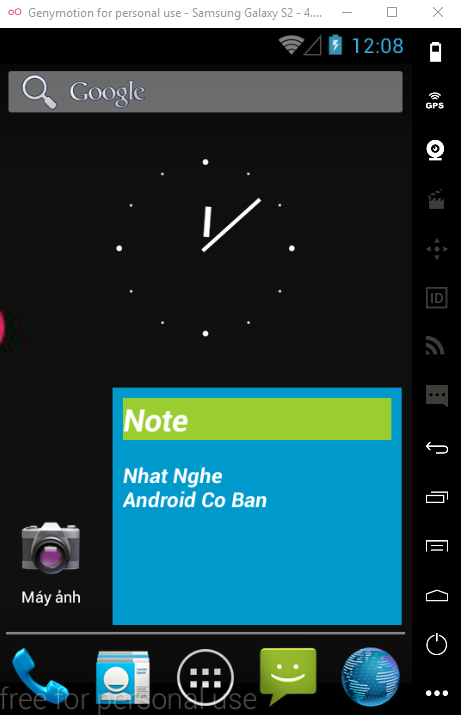 Genymotion for personal use - Samsung Galaxy S2 - 4....
12:08
Google
GPS
ID
Note
Nhat Nghe
Android Co Ban
Máy ảnh
free for personal use